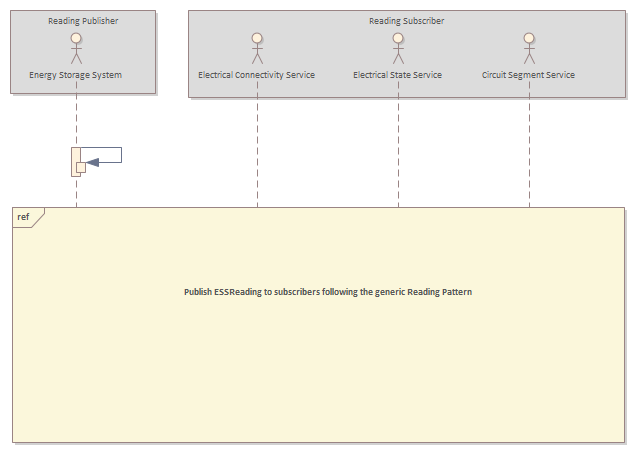 Reading Publisher
Reading Subscriber
Energy Storage System
Electrical Connectivity Service
Electrical State Service
Circuit Segment Service
ref
Publish ESSReading to subscribers following the generic Reading Pattern